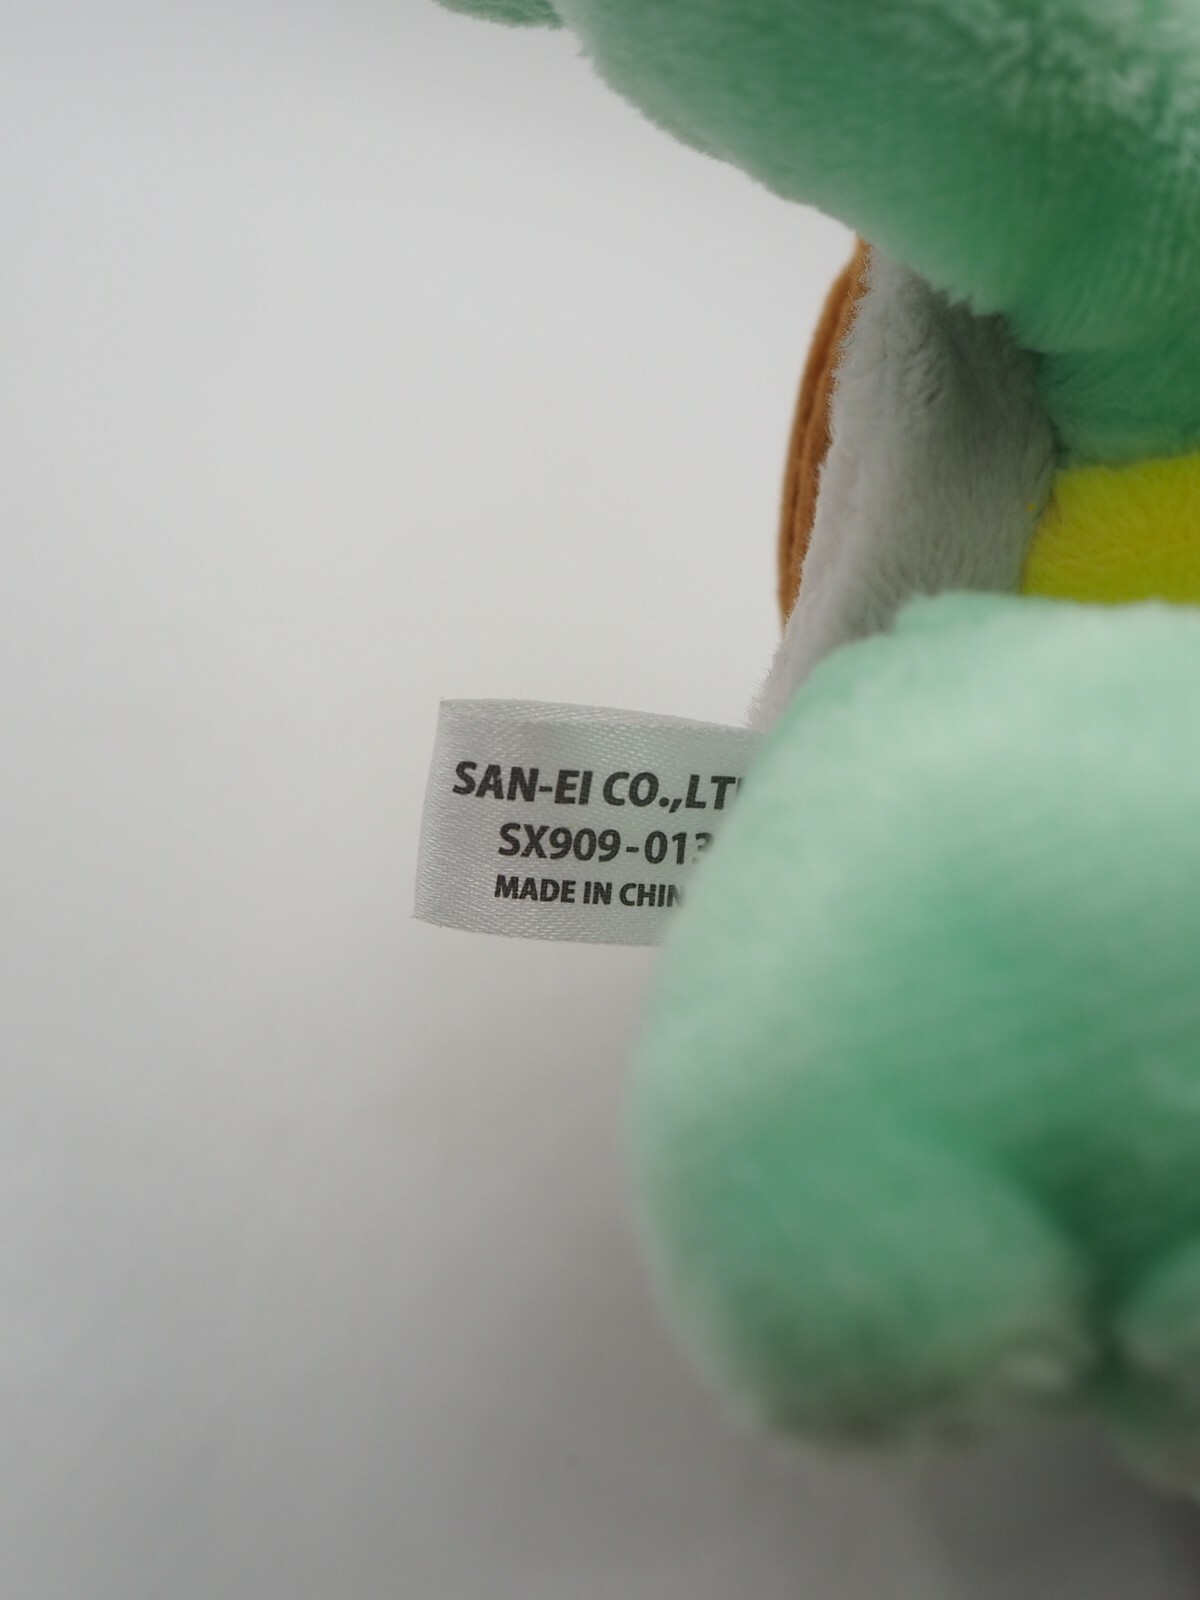 SAN-EI CO.,LT
SX909-013
MADE IN CHIN